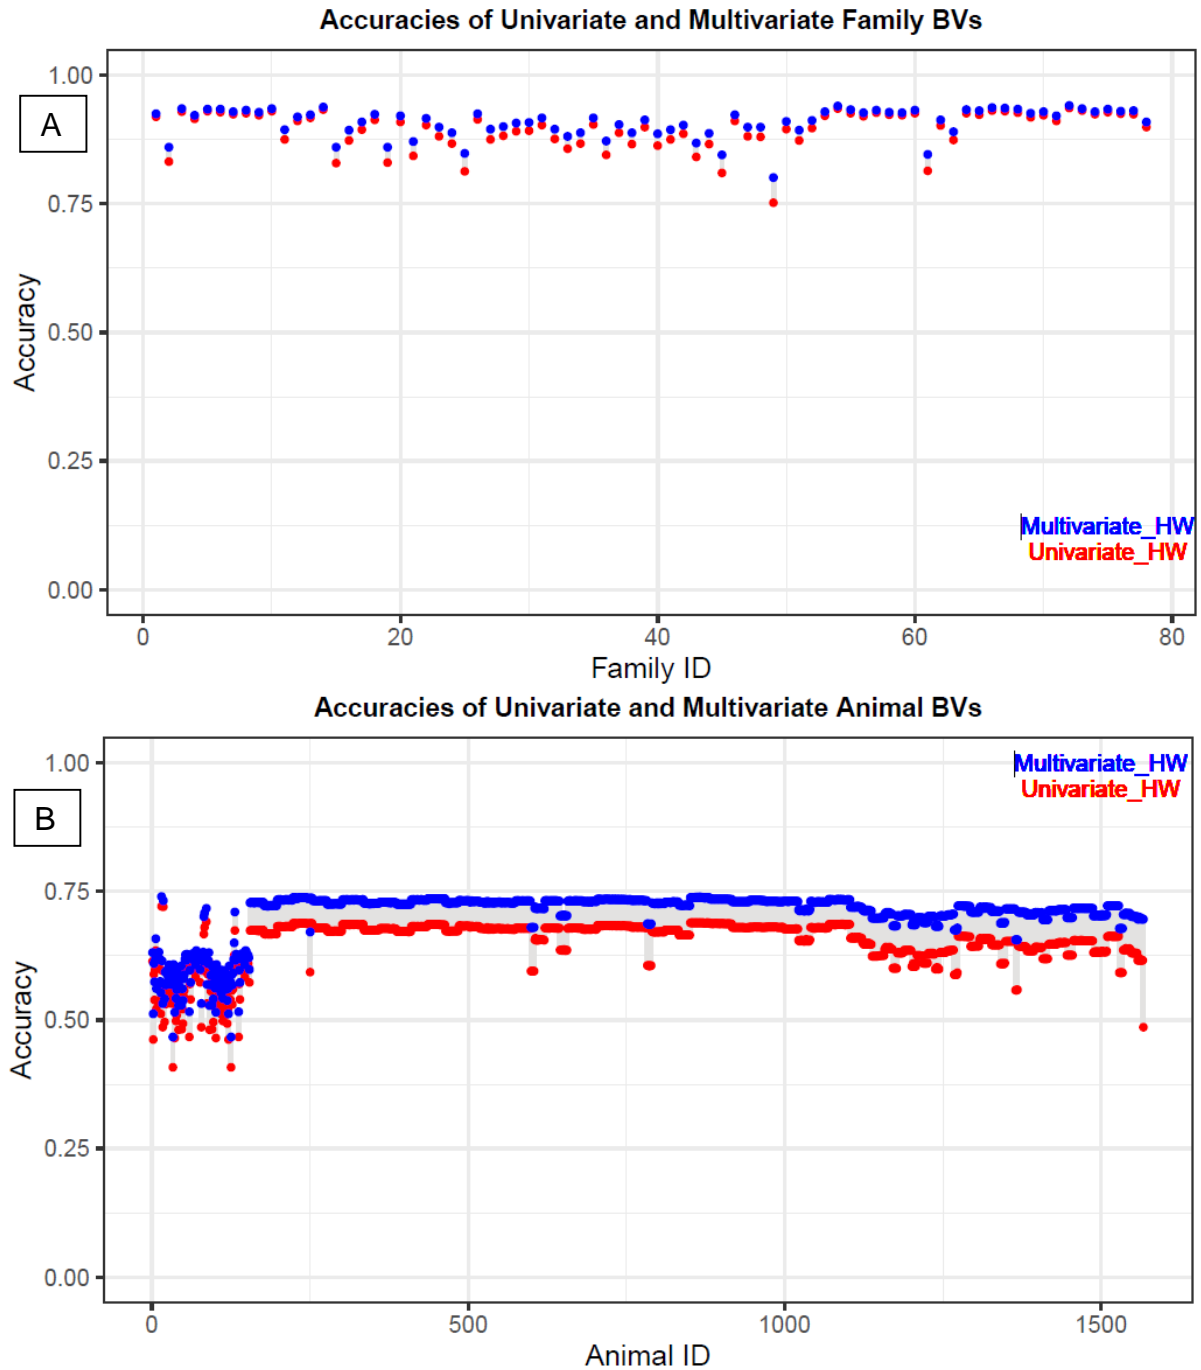 Accuracies of Univariate and Multivariate Family BVs
A
1.00
0.75
0.50
0.25
0.00
Accuracy
Multivariate_HW
Univariate_HW
0 20 40 60 80
Family ID
Accuracies of Univariate and Multivariate Animal BVs
B
1.00
0.75
0.50
0.25
0.00
Accuracy
Multivariate_HW
Univariate_HW
0 500 1000 1500
Animal ID